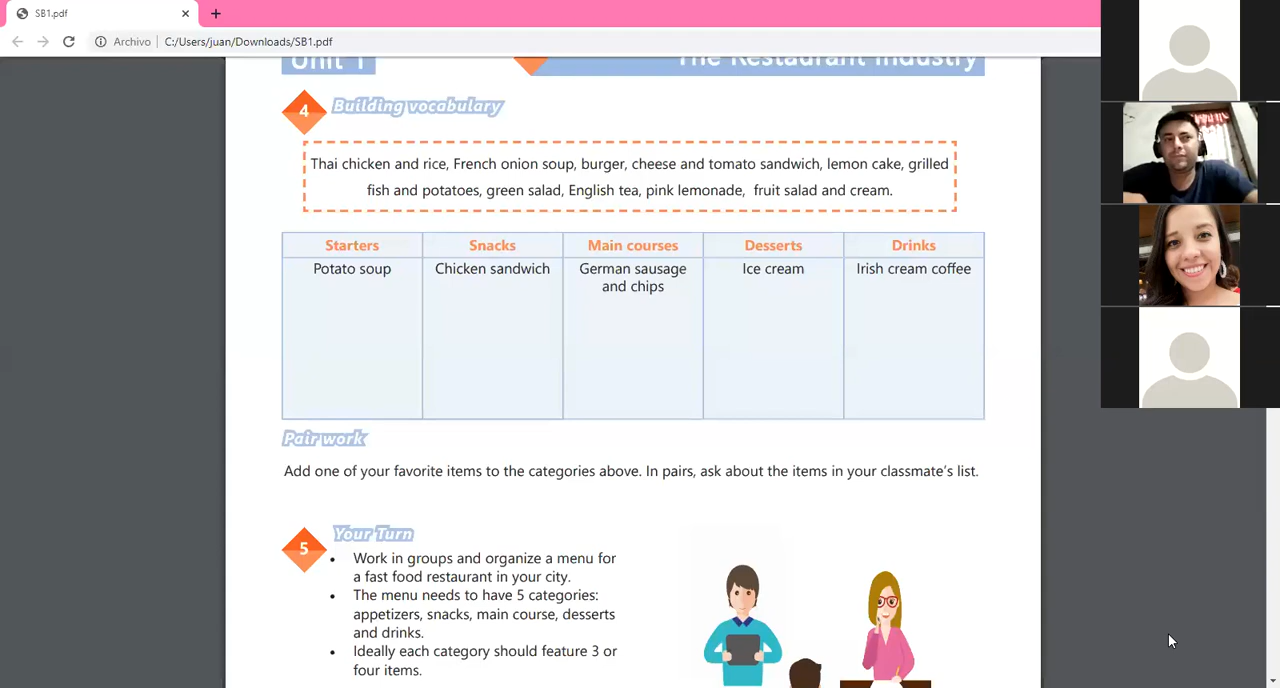 SB1.pdf
Archivo C:/Users/juan/Downloads/SB1.pdf
Unit 1 The Restaurant Industry
4 Building vocabulary
Thai chicken and rice, French onion soup, burger, cheese and tomato sandwich, lemon cake, grilled
fish and potatoes, green salad, English tea, pink lemonade, fruit salad and cream.
Starters Snacks Main courses Desserts Drinks
Potato soup Chicken sandwich German sausage Ice cream Irish cream coffee
and chips
Pair work
Add one of your favorite items to the categories above. In pairs, ask about the items in your classmate's list.
5 Your Turn
• Work in groups and organize a menu for
a fast food restaurant in your city.
• The menu needs to have 5 categories:
appetizers, snacks, main course, desserts
and drinks.
• Ideally each category should feature 3 or
four items.